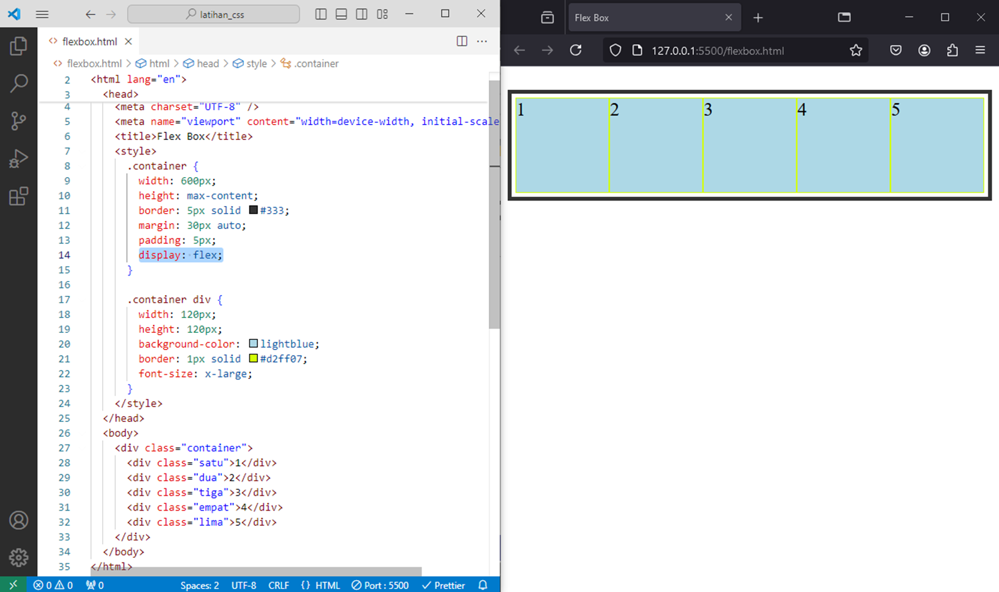 latihan_css
flexbox.html
flexbox.html > html > head > style > .container
2 <html lang="en">
3 <head>
4 <meta charset="UTF-8" />
5 <meta name="viewport" content="width=device-width, initial-scale
6 <title>Flex Box</title>
7 <style>
8 .container {
9 width: 600px;
10 height: max-content;
11 border: 5px solid #333;
12 margin: 30px auto;
13 padding: 5px;
14 display: flex;
15 }
16
17 .container div {
18 width: 120px;
19 height: 120px;
20 background-color: lightblue;
21 border: 1px solid #d2ff07;
22 font-size: x-large;
23 }
24 </style>
25 </head>
26 <body>
27 <div class="container">
28 <div class="satu">1</div>
29 <div class="dua">2</div>
30 <div class="tiga">3</div>
31 <div class="empat">4</div>
32 <div class="lima">5</div>
33 </div>
34 </body>
35 </html>
0 0 0 Spaces: 2 UTF-8 CRLF {} HTML Port : 5500 Prettier
Flex Box
127.0.0.1:5500/flexbox.html
1 2 3 4 5